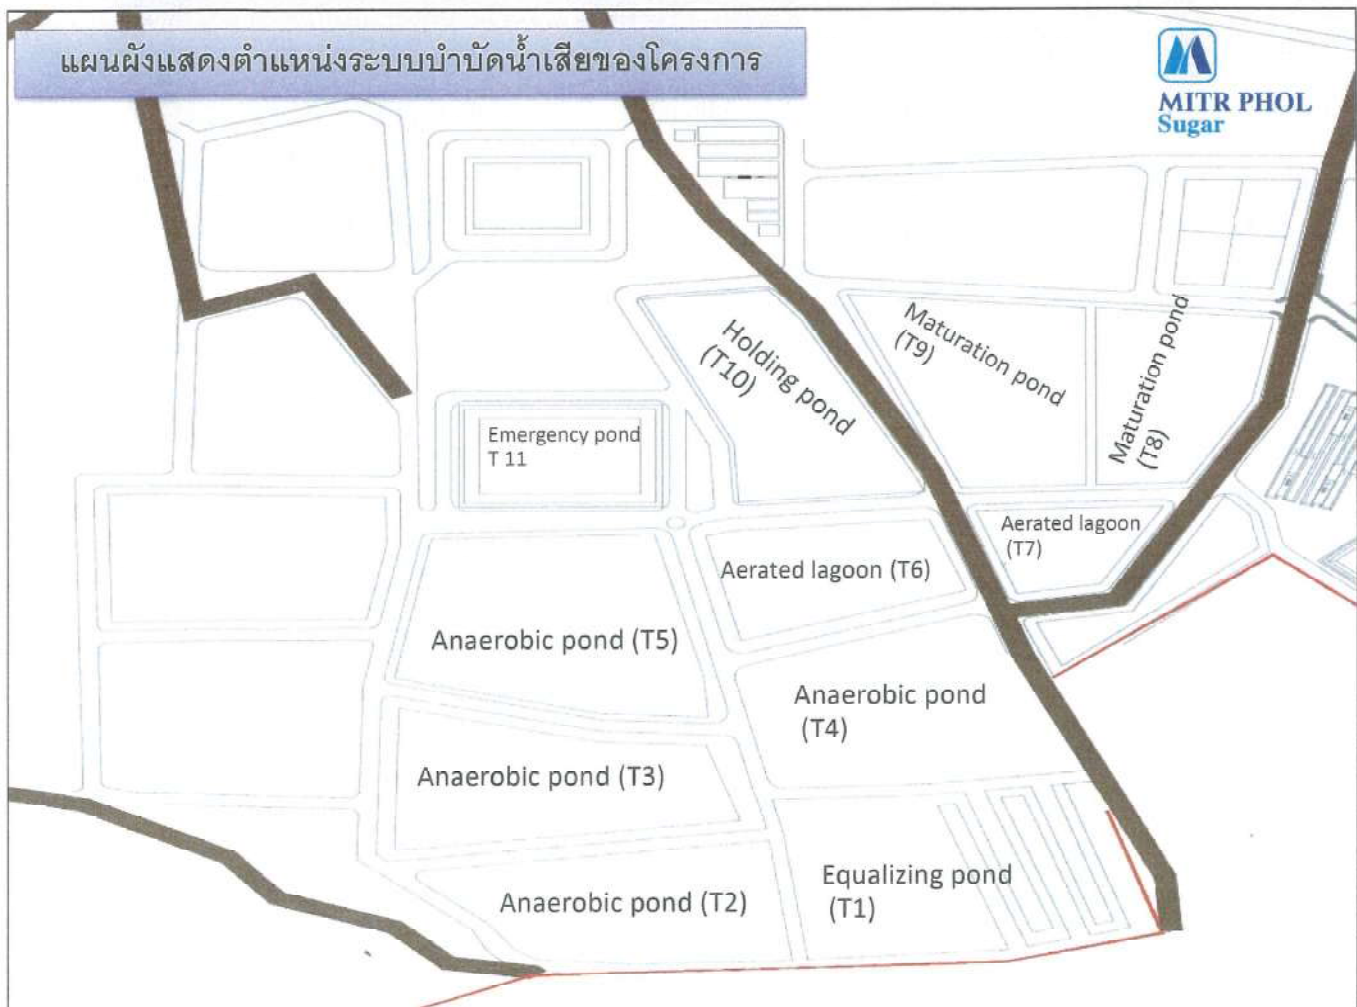 แผนผังแสดงตำแหน่งระบบบำบัดน้ำเสียของโครงการ
MITR PHOL
Sugar
Holding pond
(T10)
Maturation pond
(T9)
Maturation pond
(T8)
Emergency pond
T 11
Aerated lagoon
(T7)
Aerated lagoon (T6)
Anaerobic pond (T5)
Anaerobic pond
(T4)
Anaerobic pond (T3)
Equalizing pond
(T1)
Anaerobic pond (T2)